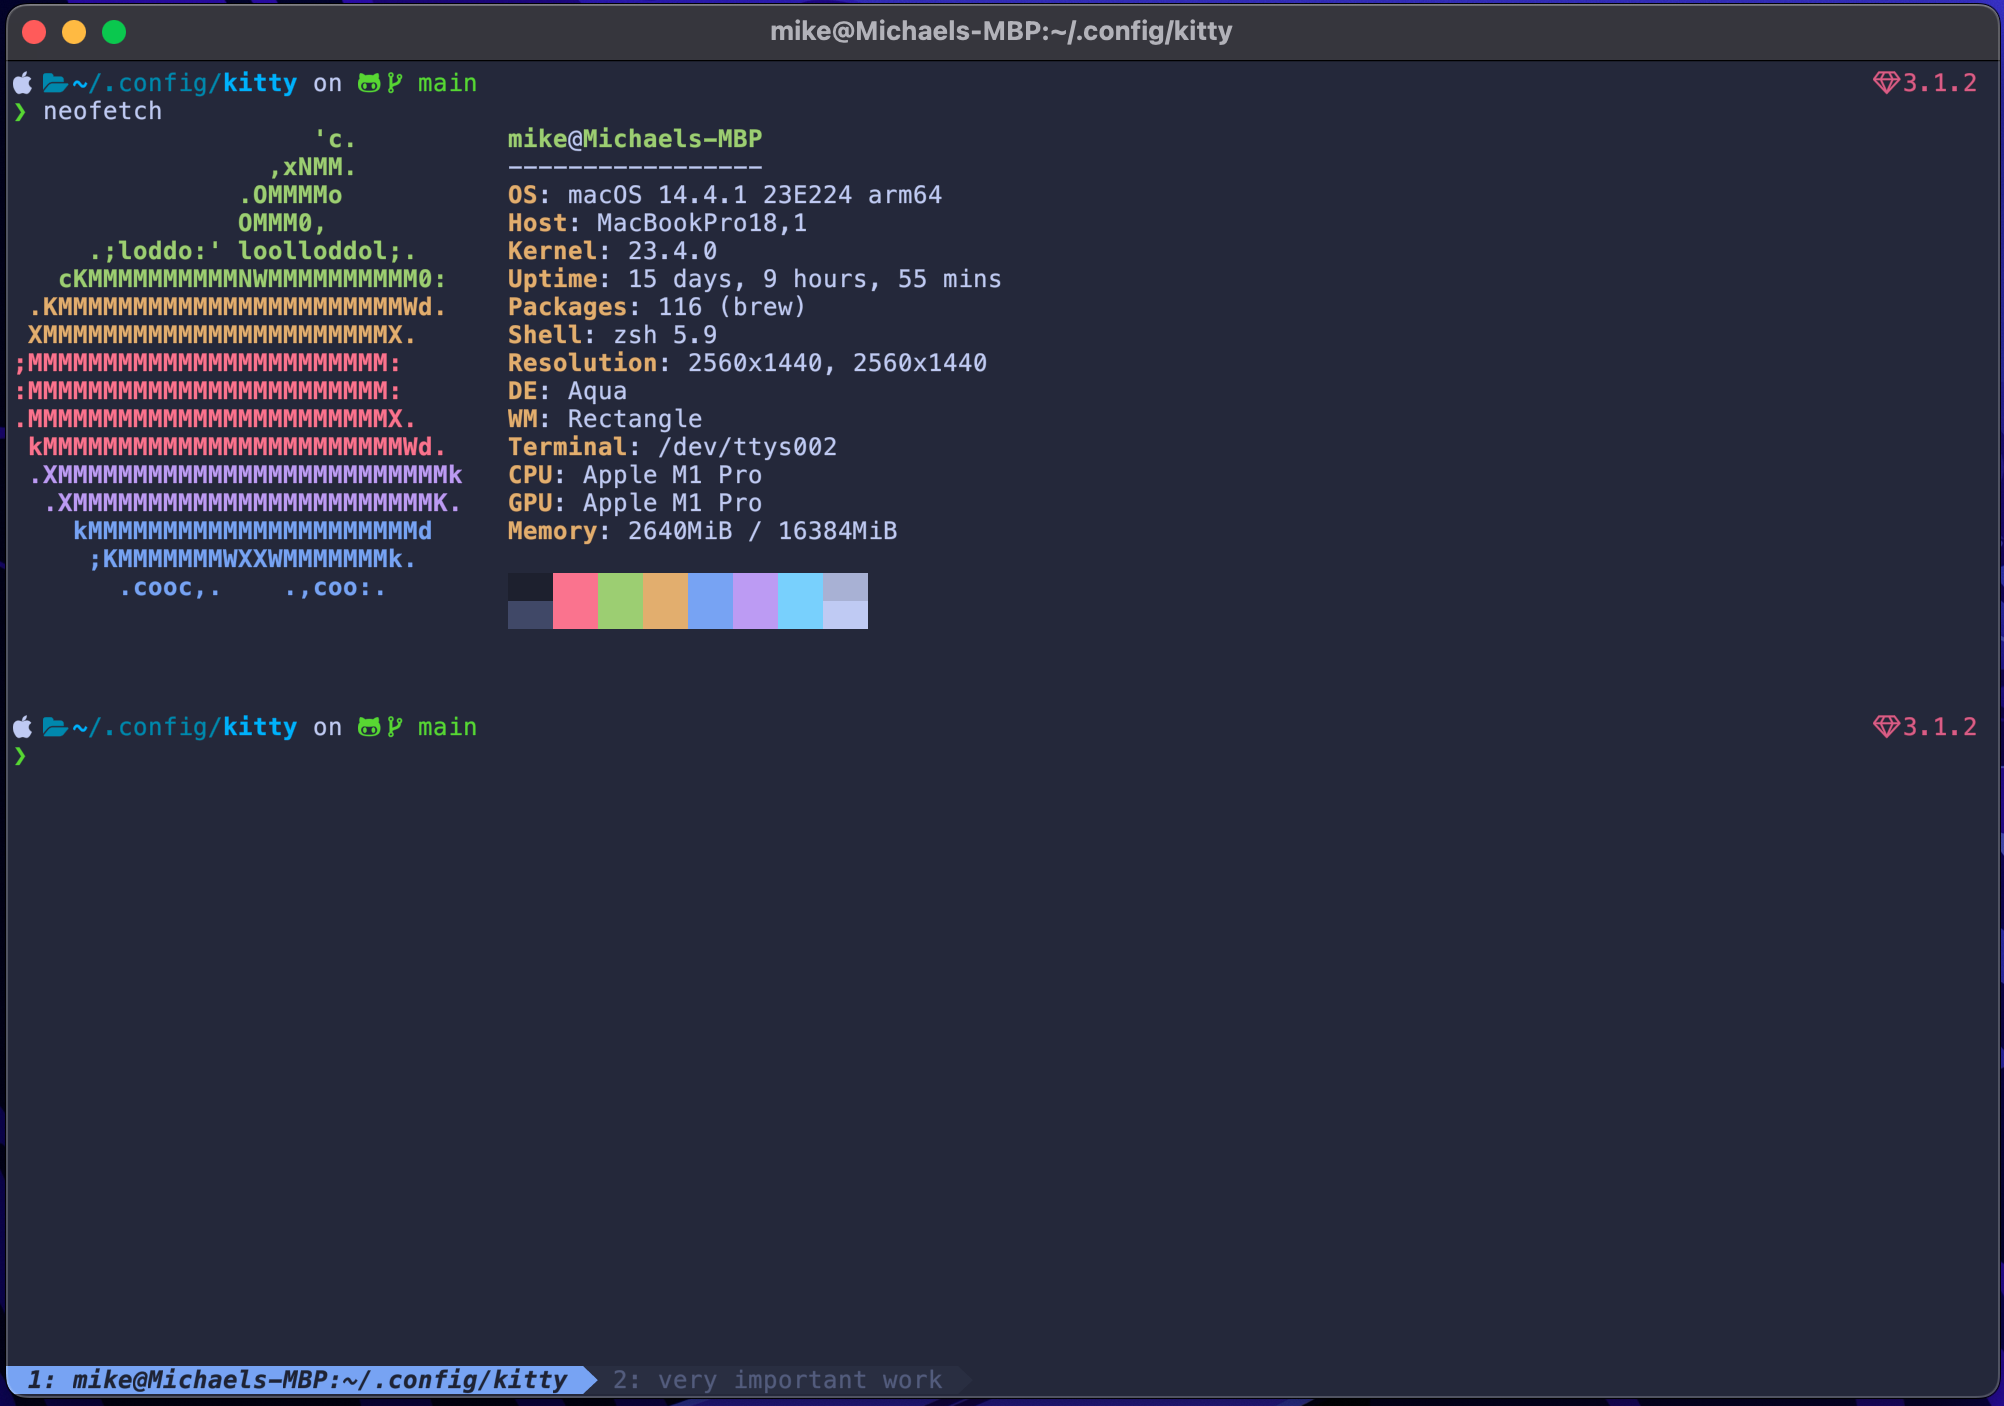 mike@Michaels-MBP:~/.config/kitty
~/.config/kitty on main 3.1.2
❯ neofetch
'c. mike@Michaels-MBP
,xNMM. -----------------
.OMMMMo OS: macOS 14.4.1 23E224 arm64
OMMM0, Host: MacBookPro18,1
.;loddo:' loolloddol;. Kernel: 23.4.0
cKMMMMMMMMMMNWMMMMMMMMMM0: Uptime: 15 days, 9 hours, 55 mins
.KMMMMMMMMMMMMMMMMMMMMMMMWd. Packages: 116 (brew)
XMMMMMMMMMMMMMMMMMMMMMMMX. Shell: zsh 5.9
;MMMMMMMMMMMMMMMMMMMMMMMM: Resolution: 2560x1440, 2560x1440
:MMMMMMMMMMMMMMMMMMMMMMMM: DE: Aqua
.MMMMMMMMMMMMMMMMMMMMMMMMX. WM: Rectangle
kMMMMMMMMMMMMMMMMMMMMMMMMWd. Terminal: /dev/ttys002
.XMMMMMMMMMMMMMMMMMMMMMMMMMMk CPU: Apple M1 Pro
.XMMMMMMMMMMMMMMMMMMMMMMMMK. GPU: Apple M1 Pro
kMMMMMMMMMMMMMMMMMMMMMMd Memory: 2640MiB / 16384MiB
;KMMMMMMMWXXWMMMMMMMk.
.cooc,. .,coo:.
~/.config/kitty on main 3.1.2
❯
1: mike@Michaels-MBP:~/.config/kitty 2: very important work